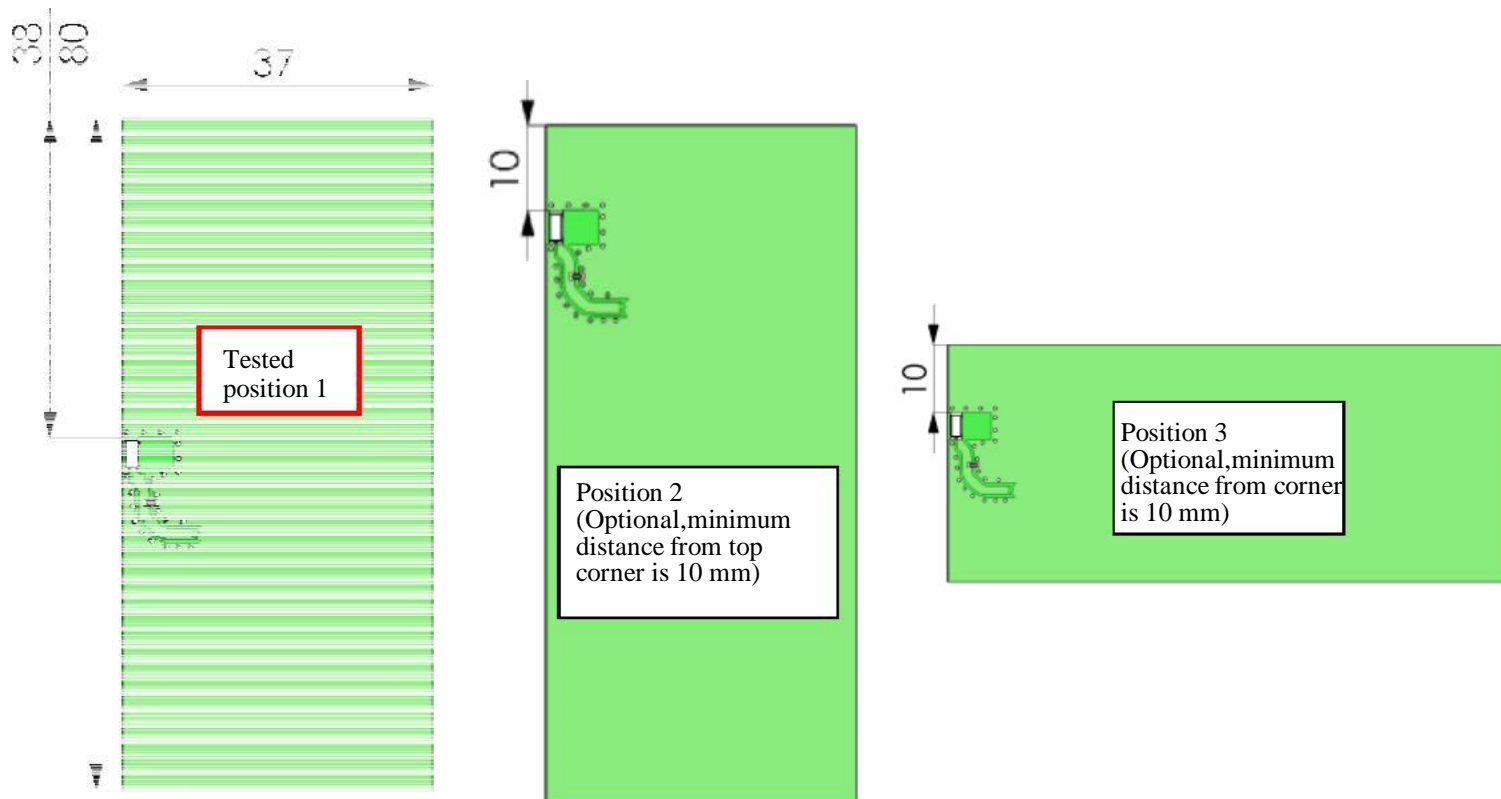 38
80
37
Tested
position 1
10
Position 2
(Optional,minimum
distance from top
corner is 10 mm)
10
Position 3
(Optional,minimum
distance from corner
is 10 mm)